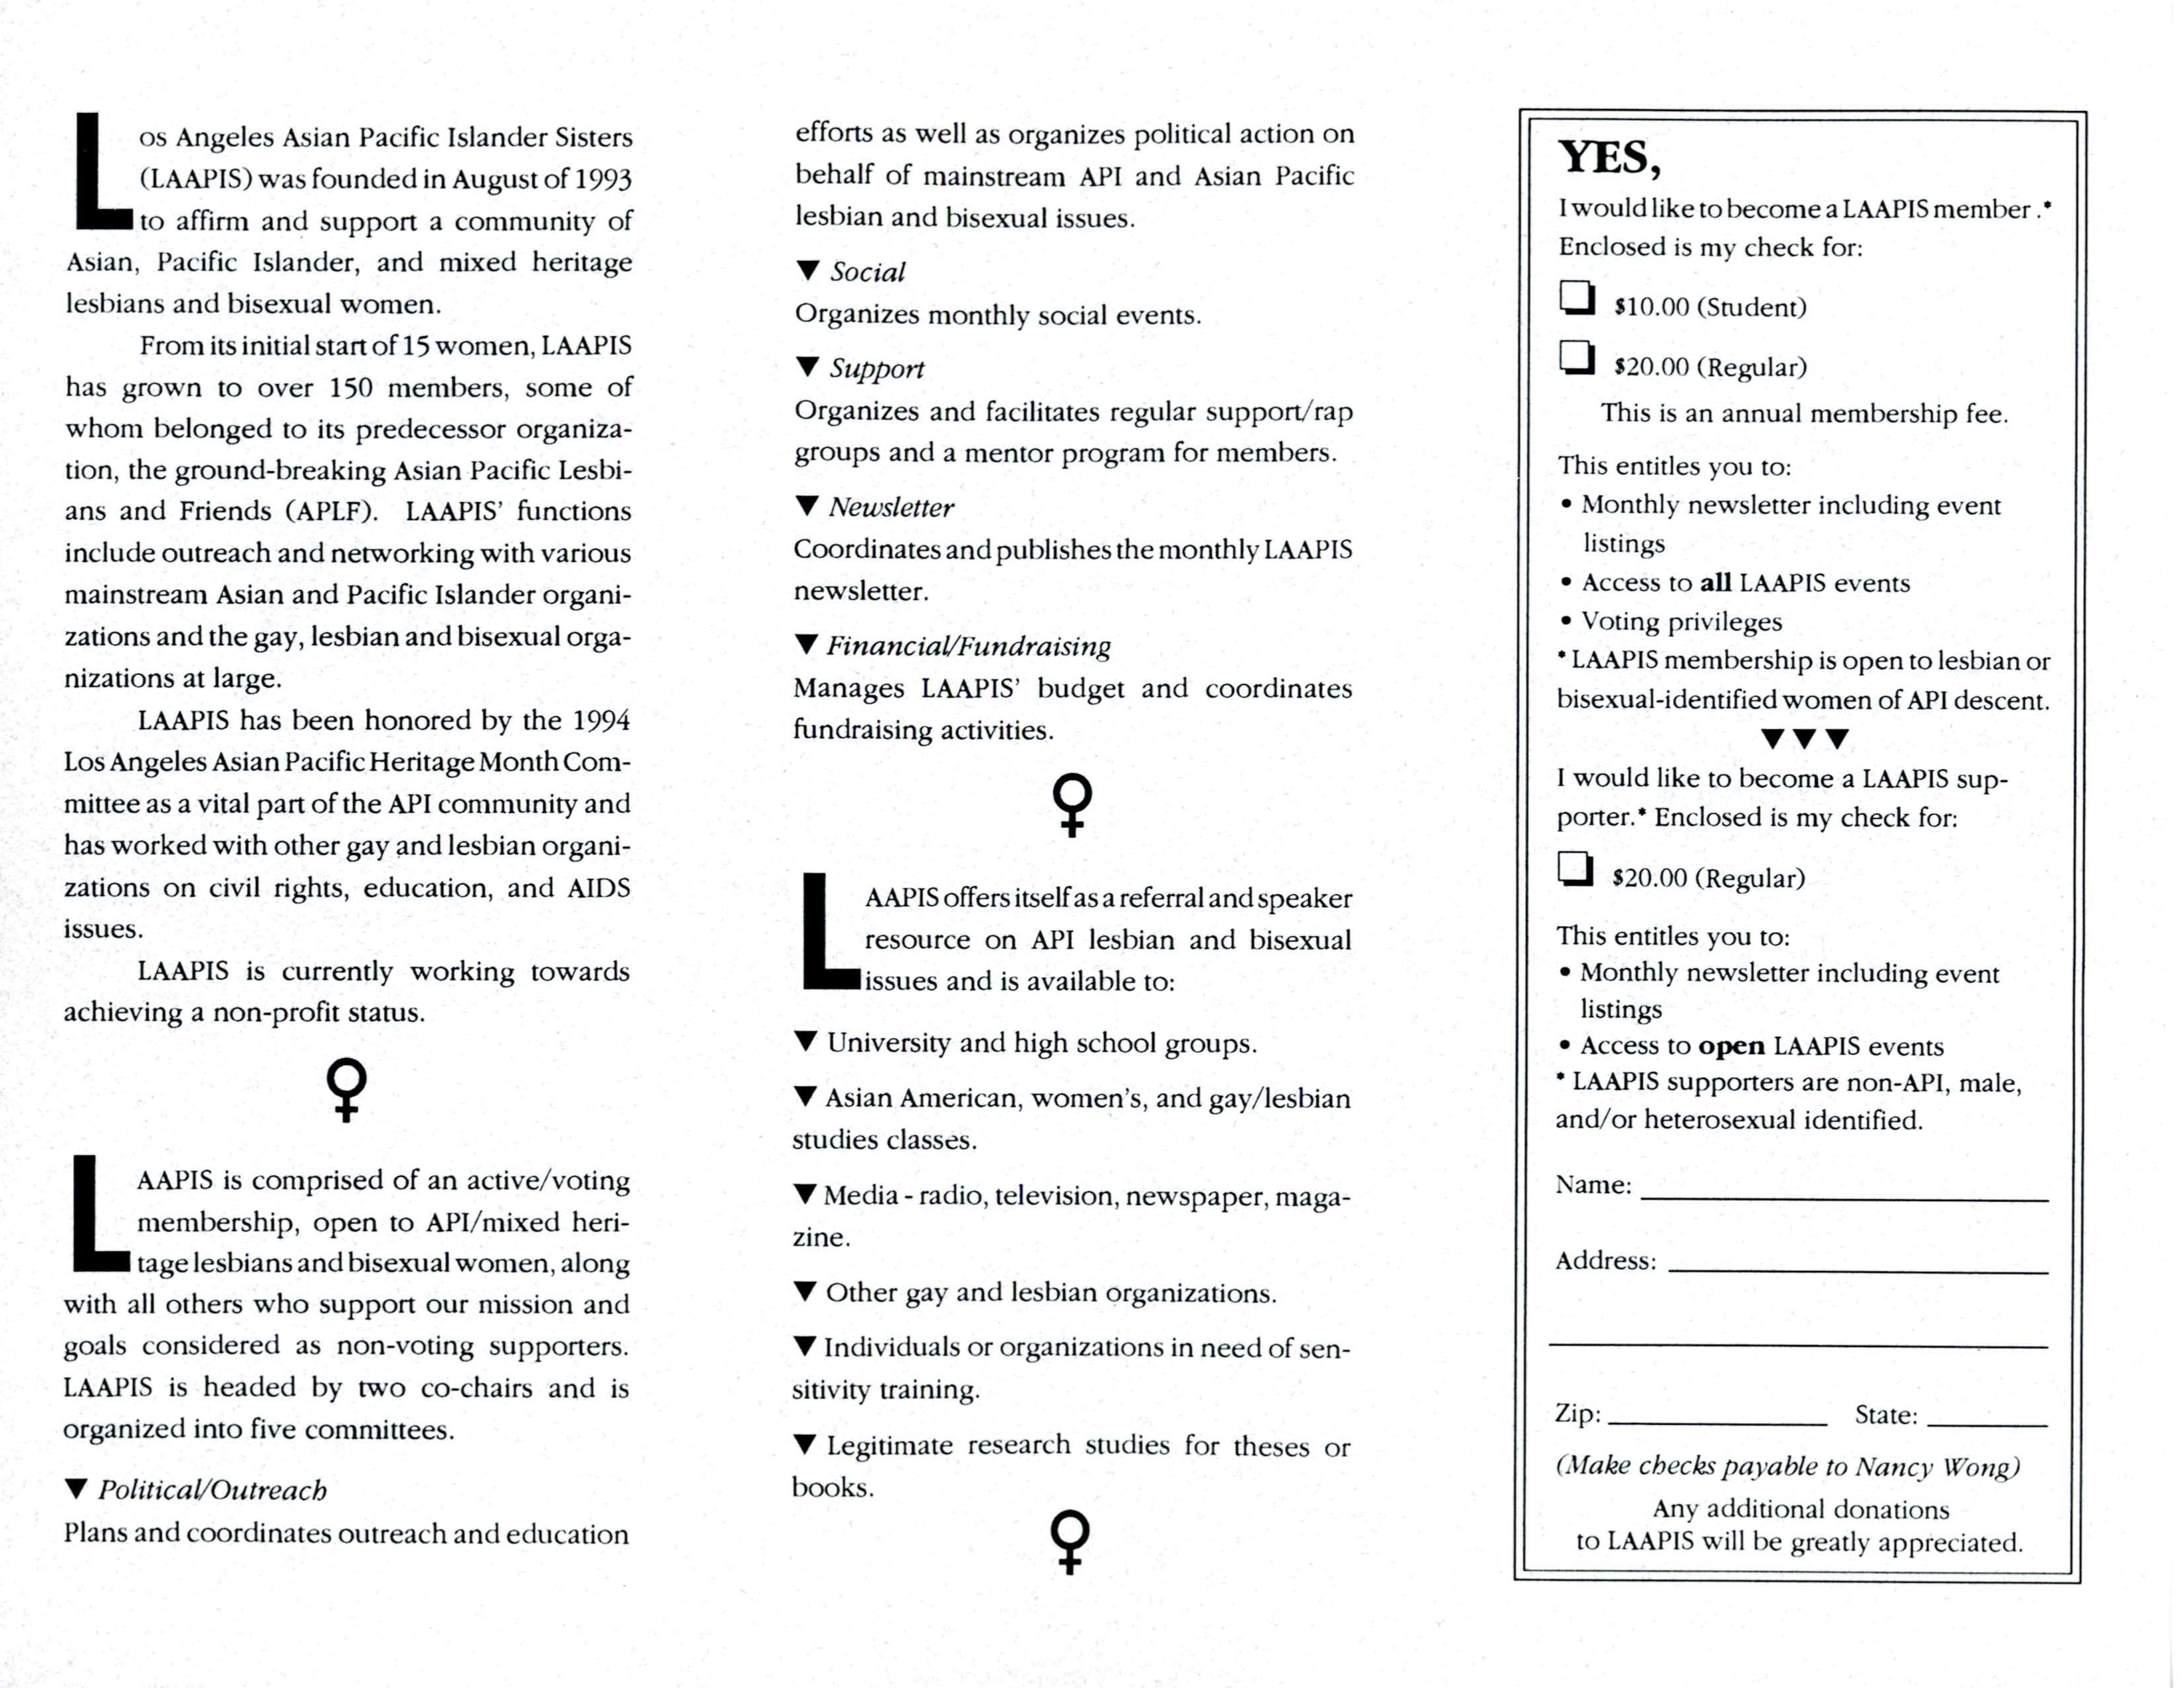 Los Angeles Asian Pacific Islander Sisters
(LAAPIS) was founded in August of 1993
to affirm and support a community of
Asian, Pacific Islander, and mixed heritage
lesbians and bisexual women.
From its initial start of 15 women, LAAPIS
has grown to over 150 members, some of
whom belonged to its predecessor organiza-
tion, the ground-breaking Asian Pacific Lesbi-
ans and Friends (APLF). LAAPIS’ functions
include outreach and networking with various
mainstream Asian and Pacific Islander organi-
zations and the gay, lesbian and bisexual orga-
nizations at large.
LAAPIS has been honored by the 1994
Los Angeles Asian Pacific Heritage Month Com-
mittee as a vital part of the API community and
has worked with other gay and lesbian organi-
zations on civil rights, education, and AIDS
issues.
LAAPIS is currently working towards
achieving a non-profit status.
♀
LAAPIS is comprised of an active/voting
membership, open to API/mixed heri-
tage lesbians and bisexual women, along
with all others who support our mission and
goals considered as non-voting supporters.
LAAPIS is headed by two co-chairs and is
organized into five committees.
▼ Political/Outreach
Plans and coordinates outreach and education
efforts as well as organizes political action on
behalf of mainstream API and Asian Pacific
lesbian and bisexual issues.
▼ Social
Organizes monthly social events.
▼ Support
Organizes and facilitates regular support/rap
groups and a mentor program for members.
▼ Newsletter
Coordinates and publishes the monthly LAAPIS
newsletter.
▼ Financial/Fundraising
Manages LAAPIS’ budget and coordinates
fundraising activities.
♀
LAAPIS offers itself as a referral and speaker
resource on API lesbian and bisexual
issues and is available to:
▼ University and high school groups.
▼ Asian American, women's, and gay/lesbian
studies classes.
▼ Media - radio, television, newspaper, maga-
zine.
▼ Other gay and lesbian organizations.
▼ Individuals or organizations in need of sen-
sitivity training.
▼ Legitimate research studies for theses or
books.
♀
YES,
I would like to become a LAAPIS member .*
Enclosed is my check for:
❏ $10.00 (Student)
❏ $20.00 (Regular)
This is an annual membership fee.
This entitles you to:
• Monthly newsletter including event
listings
• Access to all LAAPIS events
• Voting privileges
* LAAPIS membership is open to lesbian or
bisexual-identified women of API descent.
▼▼▼
I would like to become a LAAPIS sup-
porter.* Enclosed is my check for:
❏ $20.00 (Regular)
This entitles you to:
• Monthly newsletter including event
listings
• Access to open LAAPIS events
* LAAPIS supporters are non-API, male,
and/or heterosexual identified.
Name:
Address:
Zip: State:
(Make checks payable to Nancy Wong)
Any additional donations
to LAAPIS will be greatly appreciated.